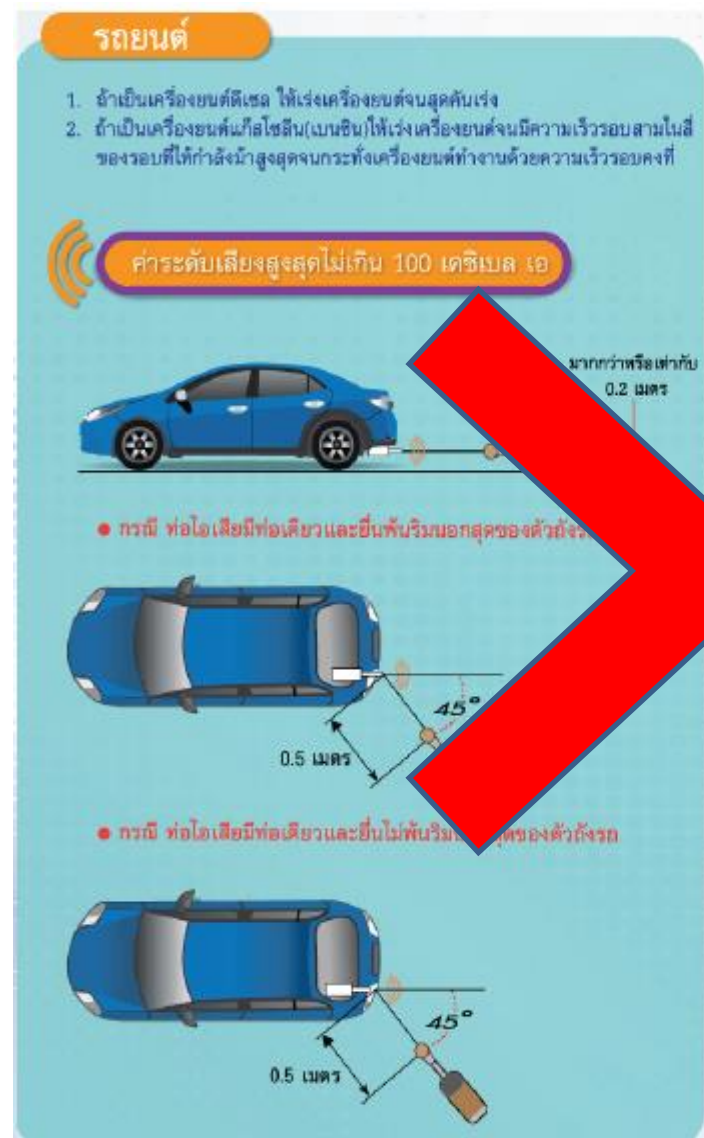 รถยนต์
1. ถ้าเป็นเครื่องยนต์ดีเซล ให้เร่งเครื่องยนต์จนสุดคันเร่ง
2. ถ้าเป็นเครื่องยนต์แก๊สโซลีน(เบนซิน)ให้เร่งเครื่องยนต์จนมีความเร็วรอบสามในสี่
ของรอบที่ให้กำลังม้าสูงสุดจนกระทั่งเครื่องยนต์ทำงานด้วยความเร็วรอบคงที่
ค่าระดับเสียงสูงสุดไม่เกิน 100 เดซิเบล เอ
มากกว่าหรือเท่ากับ
0.2 เมตร
• กรณี ท่อไอเสียมีท่อเดียวและยื่นพ้นริมนอกสุดของตัวถัง
45°
0.5 เมตร
• กรณี ท่อไอเสียมีท่อเดียวและยื่นไม่พ้นริม ของตัวถังรถ
45°
0.5 เมตร